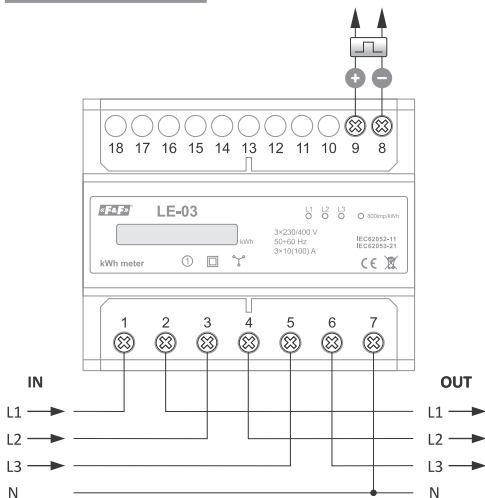 + −
18 17 16 15 14 13 12 11 10 9 8
F&F LE-03
L1 L2 L3
800imp/kWh
kWh
3×230/400 V
50÷60 Hz
3×10(100) A
IEC62052-11
IEC62053-21
kWh meter
1
CE
1 2 3 4 5 6 7
IN OUT
L1 L1
L2 L2
L3 L3
N N